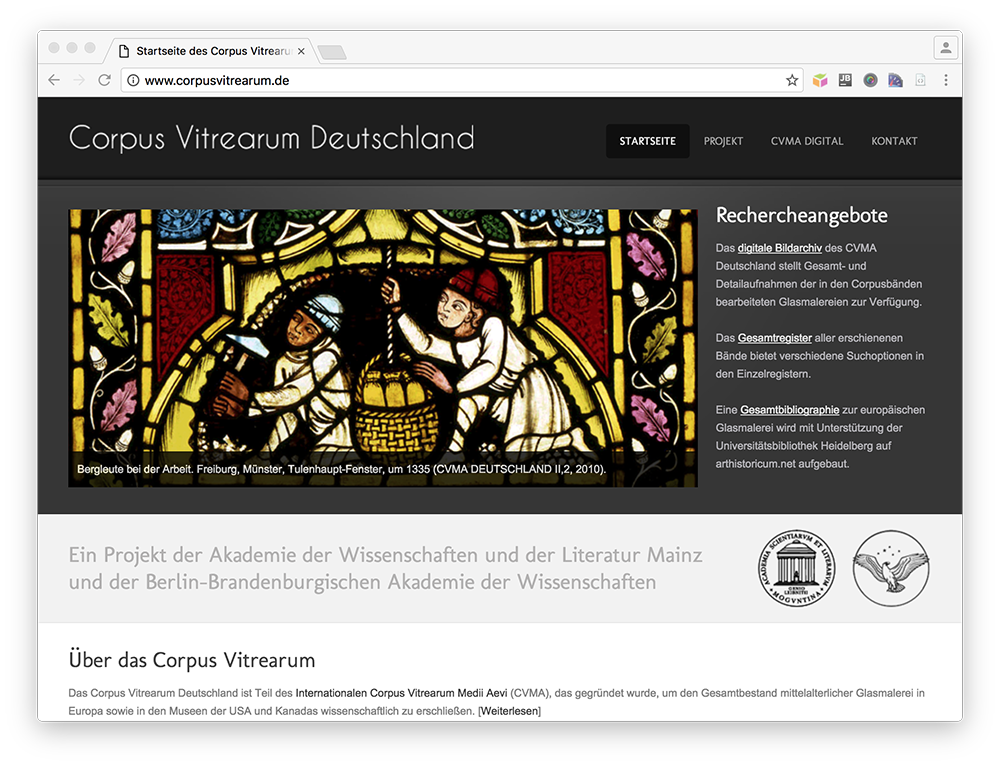 Startseite des Corpus Vitrearu
www.corpusvitrearum.de
Corpus Vitrearum Deutschland
STARTSEITE
PROJEKT
CVMA DIGITAL
KONTAKT
Bergleute bei der Arbeit. Freiburg, Münster, Tulenhaupt-Fenster, um 1335 (CVMA DEUTSCHLAND II,2, 2010).
Rechercheangebote
Das digitale Bildarchiv des CVMA
Deutschland stellt Gesamt- und
Detailaufnahmen der in den Corpusbänden
bearbeiteten Glasmalereien zur Verfügung.
Das Gesamtregister aller erschienenen
Bände bietet verschiedene Suchoptionen in
den Einzelregistern.
Eine Gesamtbibliographie zur europäischen
Glasmalerei wird mit Unterstützung der
Universitätsbibliothek Heidelberg auf
arthistoricum.net aufgebaut.
Ein Projekt der Akademie der Wissenschaften und der Literatur Mainz
und der Berlin-Brandenburgischen Akademie der Wissenschaften
ACADEMIA SCIENTIARVM ET LITERARVM
GENIO
LEIBNITII
MOGVNTINA
Über das Corpus Vitrearum
Das Corpus Vitrearum Deutschland ist Teil des Internationalen Corpus Vitrearum Medii Aevi (CVMA), das gegründet wurde, um den Gesamtbestand mittelalterlicher Glasmalerei in
Europa sowie in den Museen der USA und Kanadas wissenschaftlich zu erschließen. [Weiterlesen]